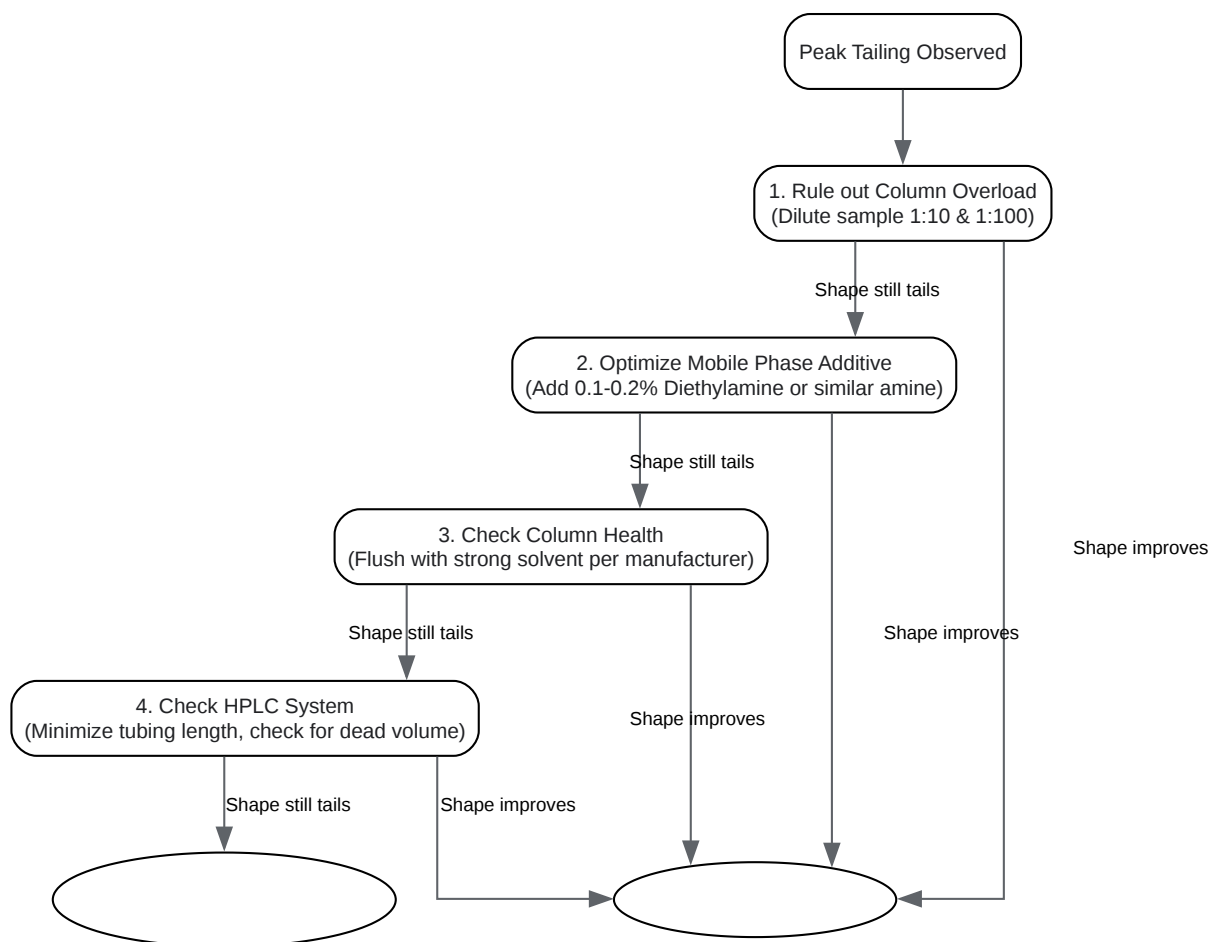 Peak Tailing Observed
1. Rule out Column Overload
(Dilute sample 1:10 & 1:100)
Shape still tails
2. Optimize Mobile Phase Additive
(Add 0.1-0.2% Diethylamine or similar amine)
Shape still tails
3. Check Column Health
(Flush with strong solvent per manufacturer)
Shape improves
Shape still tails
Shape improves
4. Check HPLC System
(Minimize tubing length, check for dead volume)
Shape improves
Shape still tails
Shape improves